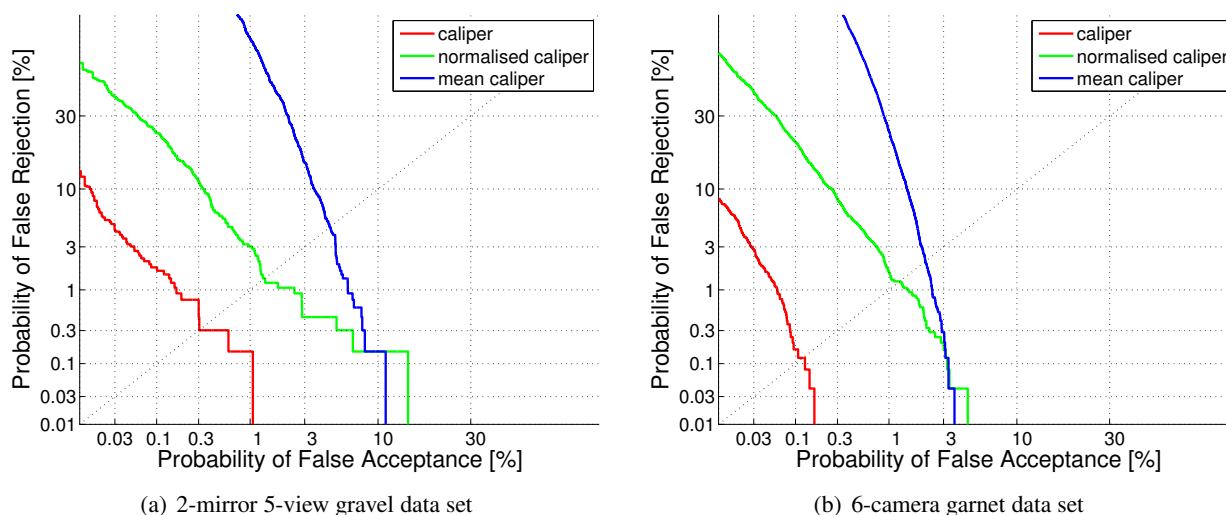 caliper
normalised caliper
mean caliper
Probability of False Rejection [%]
30
10
3
1
0.3
0.1
0.03
0.01
0.03 0.1 0.3 1 3 10 30
Probability of False Acceptance [%]
(a) 2-mirror 5-view gravel data set
caliper
normalised caliper
mean caliper
Probability of False Rejection [%]
30
10
3
1
0.3
0.1
0.03
0.01
0.03 0.1 0.3 1 3 10 30
Probability of False Acceptance [%]
(b) 6-camera garnet data set